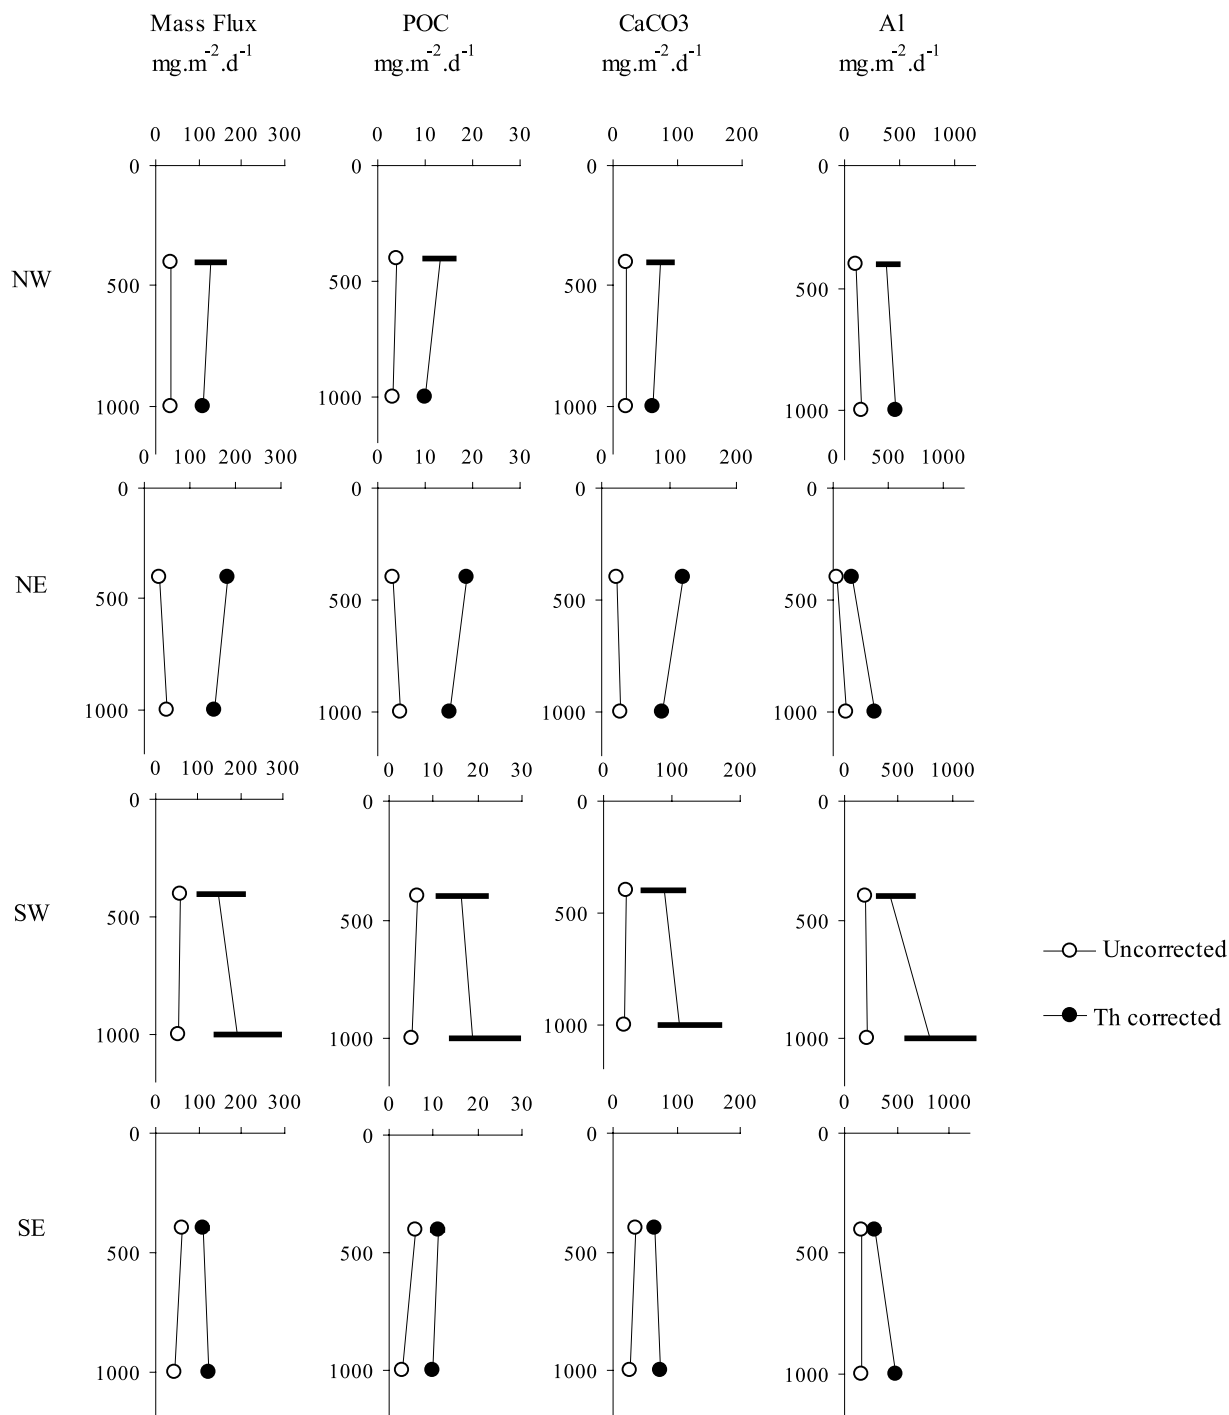 Mass Flux POC CaCO3 Al
mg.m-2.d-1 mg.m-2.d-1 mg.m-2.d-1 mg.m-2.d-1
0 100 200 300 0 10 20 30 0 100 200 0 500 1000
0 0 0 0
NW
500 500 500 500
1000 1000 1000 1000
0 100 200 300 0 10 20 30 0 100 200 0 500 1000
0 0 0 0
NE
500 500 500 500
1000 1000 1000 1000
0 100 200 300 0 10 20 30 0 100 200 0 500 1000
0 0 0 0
SW
500 500 500 500
Uncorrected
Th corrected
1000 1000 1000 1000
0 100 200 300 0 10 20 30 0 100 200 0 500 1000
0 0 0 0
SE
500 500 500 500
1000 1000 1000 1000